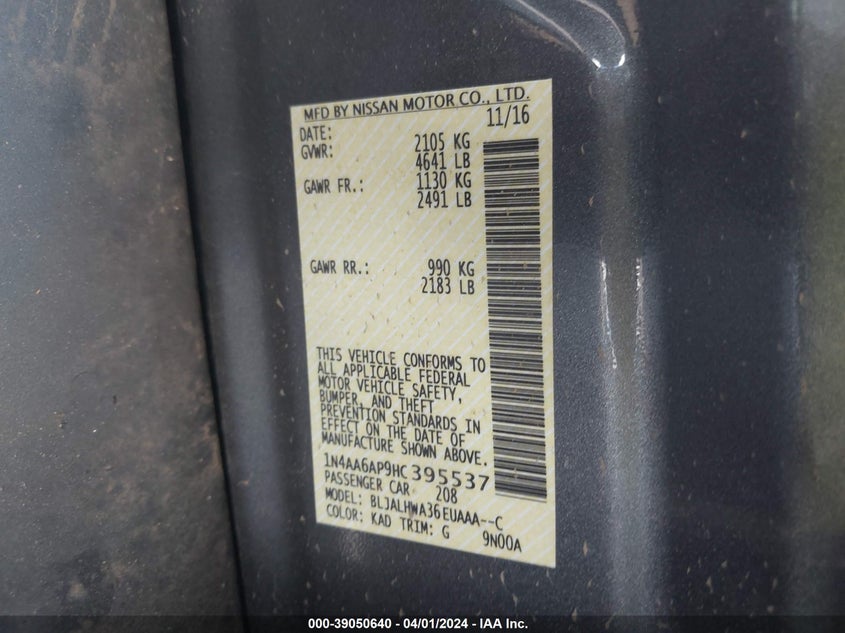 MFD BY NISSAN MOTOR CO., LTD.
DATE: 11/16
GVWR: 2105 KG
4641 LB
GAWR FR.: 1130 KG
2491 LB
GAWR RR.: 990 KG
2183 LB
THIS VEHICLE CONFORMS TO
ALL APPLICABLE FEDERAL
MOTOR VEHICLE SAFETY,
BUMPER, AND THEFT
PREVENTION STANDARDS IN
EFFECT ON THE DATE OF
MANUFACTURE SHOWN ABOVE.
1N4AA6AP9HC395537
PASSENGER CAR 208
MODEL: BLJALHWA36EUAAA--C
COLOR: KAD TRIM: G 9N00A
000-39050640 - 04/01/2024 - IAA Inc.